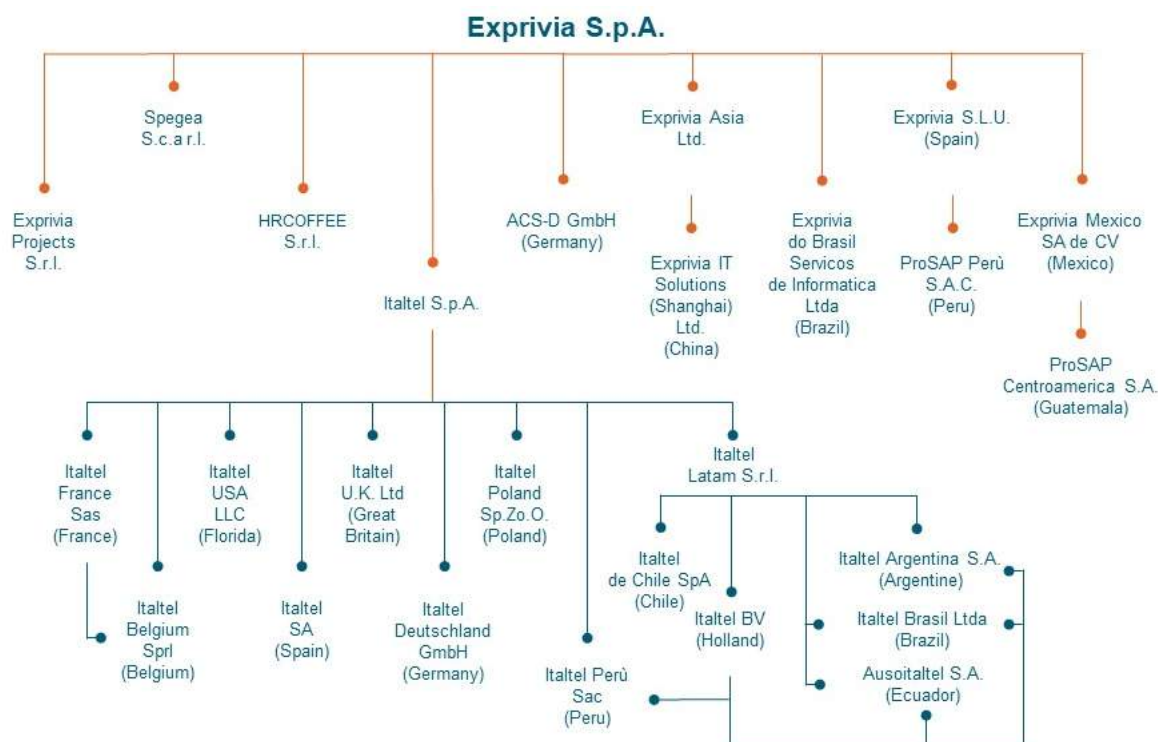 Exprivia S.p.A.
Spegea
S.c.a r.l.
Exprivia Asia
Ltd.
Exprivia S.L.U.
(Spain)
Exprivia
Projects
S.r.l.
HRCOFFEE
S.r.l.
ACS-D GmbH
(Germany)
Exprivia
do Brasil
Servicos
de Informatica
Ltda
(Brazil)
Exprivia Mexico
SA de CV
(Mexico)
Exprivia IT
Solutions
(Shanghai)
Ltd.
(China)
ProSAP Perù
S.A.C.
(Peru)
Italtel S.p.A.
ProSAP
Centroamerica S.A.
(Guatemala)
Italtel
France
Sas
(France)
Italtel
USA
LLC
(Florida)
Italtel
U.K. Ltd
(Great
Britain)
Italtel
Poland
Sp.Zo.O.
(Poland)
Italtel
Latam S.r.l.
Italtel
de Chile SpA
(Chile)
Italtel Argentina S.A.
(Argentine)
Italtel
Belgium
Sprl
(Belgium)
Italtel
SA
(Spain)
Italtel
Deutschland
GmbH
(Germany)
Italtel BV
(Holland)
Italtel Brasil Ltda
(Brazil)
Italtel Perù
Sac
(Peru)
Ausoitaltel S.A.
(Ecuador)